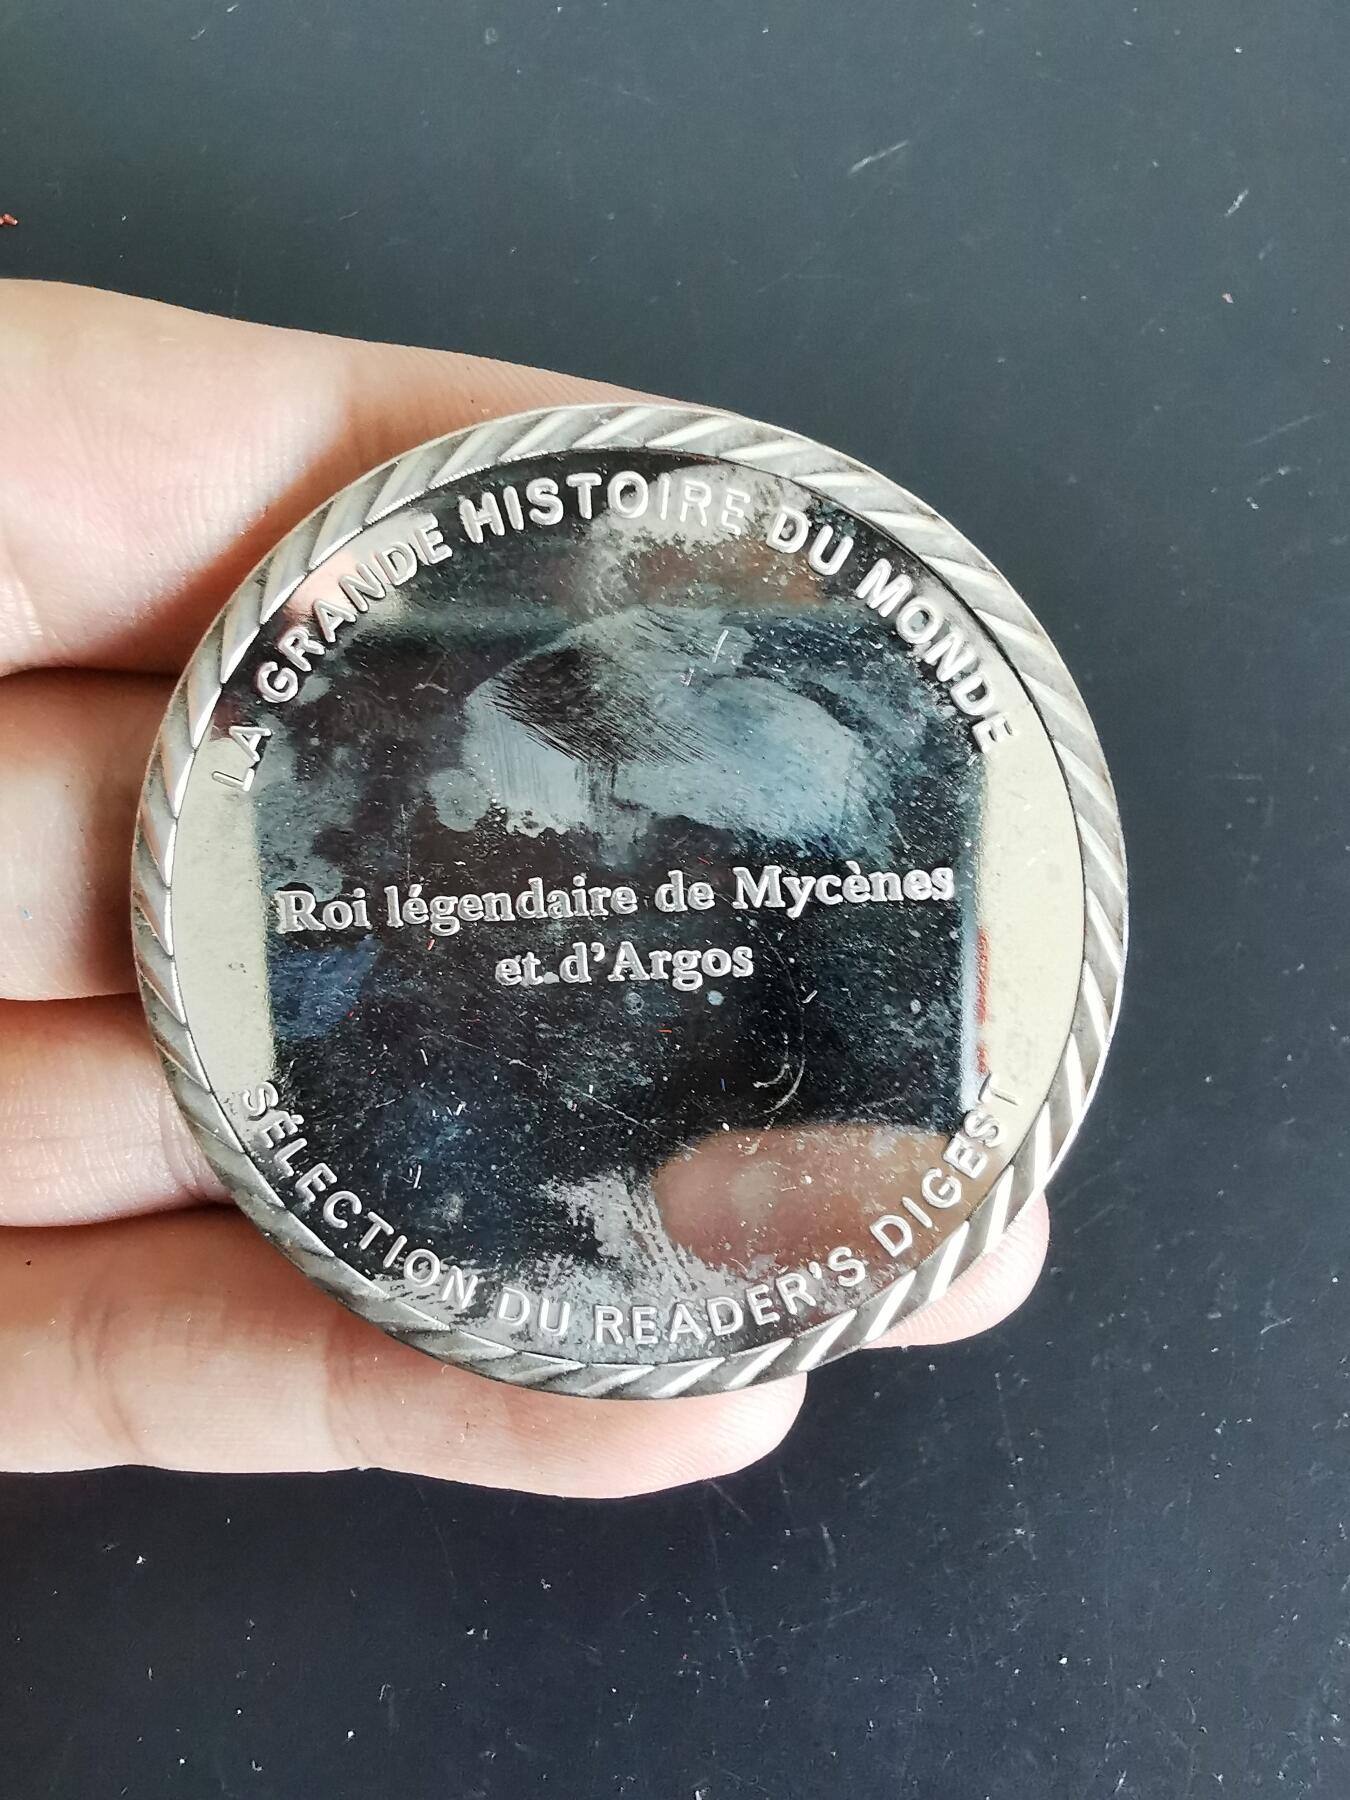 LA GRANDE HISTOIRE DU MONDE
Roi légendaire de Mycènes
et d'Argos
SÉLECTION DU READER'S DIGEST